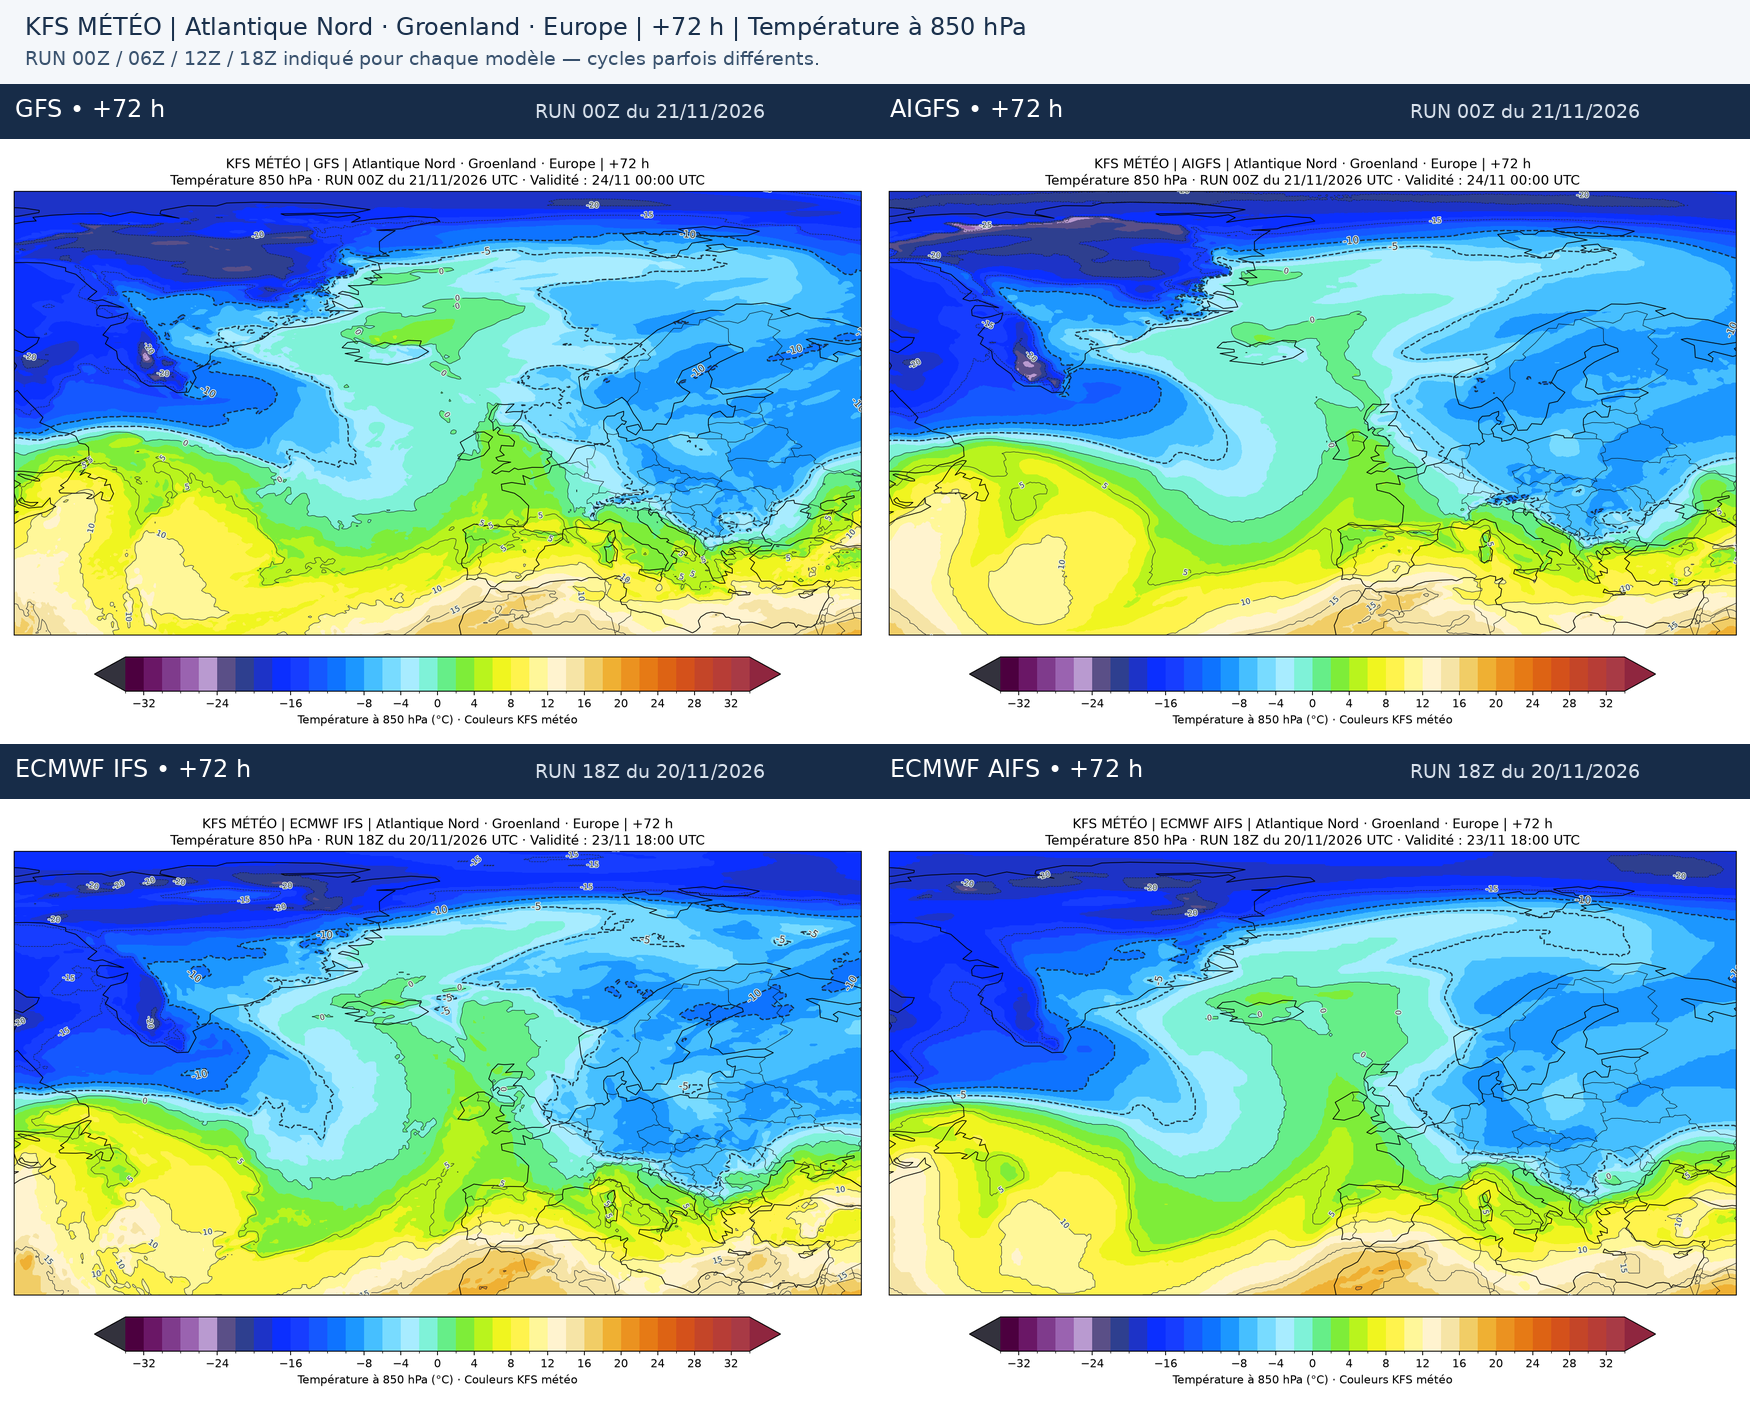 KFS MÉTÉO | Atlantique Nord · Groenland · Europe | +72 h | Température à 850 hPa
RUN 00Z / 06Z / 12Z / 18Z indiqué pour chaque modèle — cycles parfois différents.
GFS • +72 h
RUN 00Z du 21/11/2026
AIGFS • +72 h
RUN 00Z du 21/11/2026
KFS MÉTÉO | GFS | Atlantique Nord · Groenland · Europe | +72 h
Température 850 hPa · RUN 00Z du 21/11/2026 UTC · Validité : 24/11 00:00 UTC
KFS MÉTÉO | AIGFS | Atlantique Nord · Groenland · Europe | +72 h
Température 850 hPa · RUN 00Z du 21/11/2026 UTC · Validité : 24/11 00:00 UTC
−32 −24 −16 −8 −4 0 4 8 12 16 20 24 28 32
Température à 850 hPa (°C) · Couleurs KFS météo
−32 −24 −16 −8 −4 0 4 8 12 16 20 24 28 32
Température à 850 hPa (°C) · Couleurs KFS météo
ECMWF IFS • +72 h
RUN 18Z du 20/11/2026
ECMWF AIFS • +72 h
RUN 18Z du 20/11/2026
KFS MÉTÉO | ECMWF IFS | Atlantique Nord · Groenland · Europe | +72 h
Température 850 hPa · RUN 18Z du 20/11/2026 UTC · Validité : 23/11 18:00 UTC
KFS MÉTÉO | ECMWF AIFS | Atlantique Nord · Groenland · Europe | +72 h
Température 850 hPa · RUN 18Z du 20/11/2026 UTC · Validité : 23/11 18:00 UTC
−32 −24 −16 −8 −4 0 4 8 12 16 20 24 28 32
Température à 850 hPa (°C) · Couleurs KFS météo
−32 −24 −16 −8 −4 0 4 8 12 16 20 24 28 32
Température à 850 hPa (°C) · Couleurs KFS météo